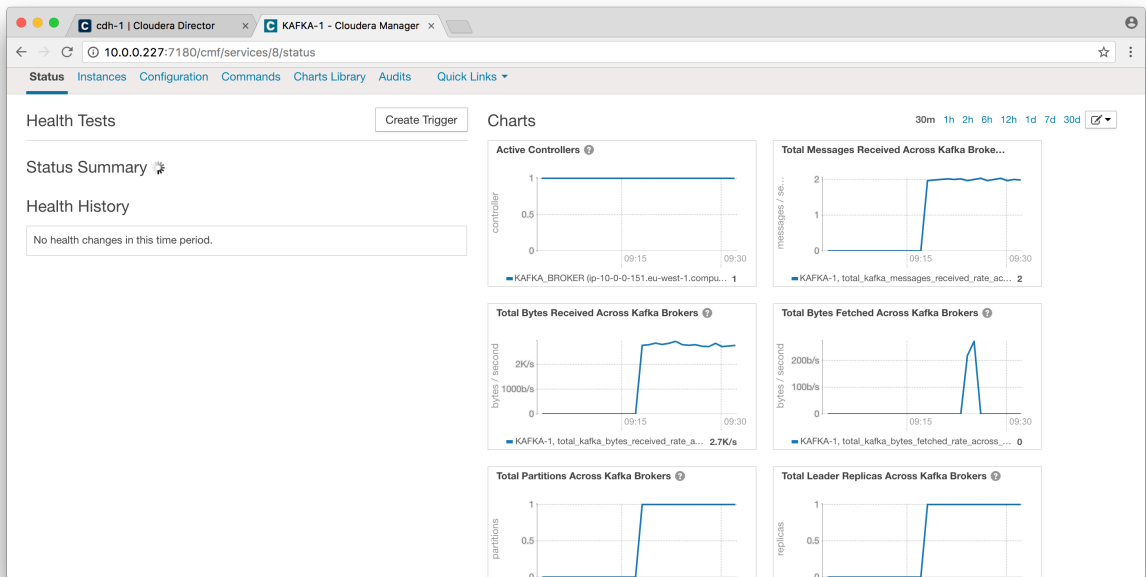 cdh-1 | Cloudera Director ×
KAFKA-1 - Cloudera Manager ×
10.0.0.227:7180/cmf/services/8/status
Status Instances Configuration Commands Charts Library Audits Quick Links
Health Tests
Create Trigger
Status Summary
Health History
No health changes in this time period.
Charts
30m 1h 2h 6h 12h 1d 7d 30d
Active Controllers ?
controller
1
0.5
0
09:15
09:30
KAFKA_BROKER (ip-10-0-0-151.eu-west-1.compu... 1
Total Messages Received Across Kafka Broke...
messages / se...
2
1
0
09:15
09:30
KAFKA-1, total_kafka_messages_received_rate_ac... 2
Total Bytes Received Across Kafka Brokers ?
bytes / second
2K/s
1000b/s
0
09:15
09:30
KAFKA-1, total_kafka_bytes_received_rate_a... 2.7K/s
Total Bytes Fetched Across Kafka Brokers ?
bytes / second
200b/s
100b/s
0
09:15
09:30
KAFKA-1, total_kafka_bytes_fetched_rate_across_... 0
Total Partitions Across Kafka Brokers ?
partitions
1
0.5
0
Total Leader Replicas Across Kafka Brokers ?
replicas
1
0.5
0